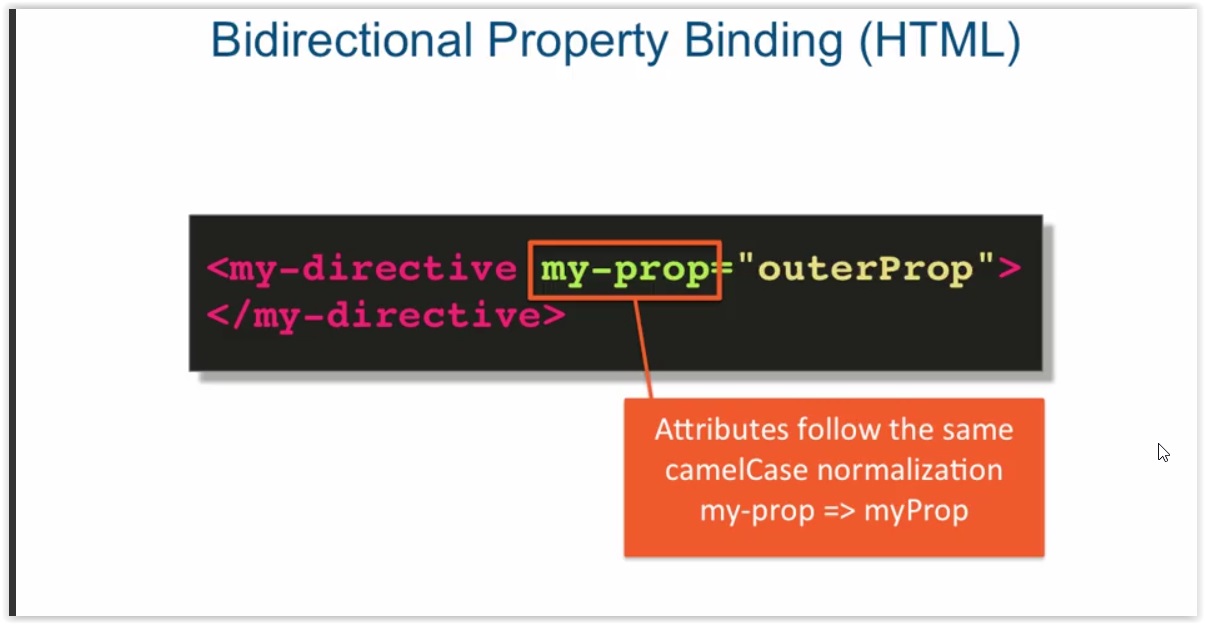 Bidirectional Property Binding (HTML)
<my-directive my-prop="outerProp">
</my-directive>
Attributes follow the same
camelCase normalization
my-prop => myProp